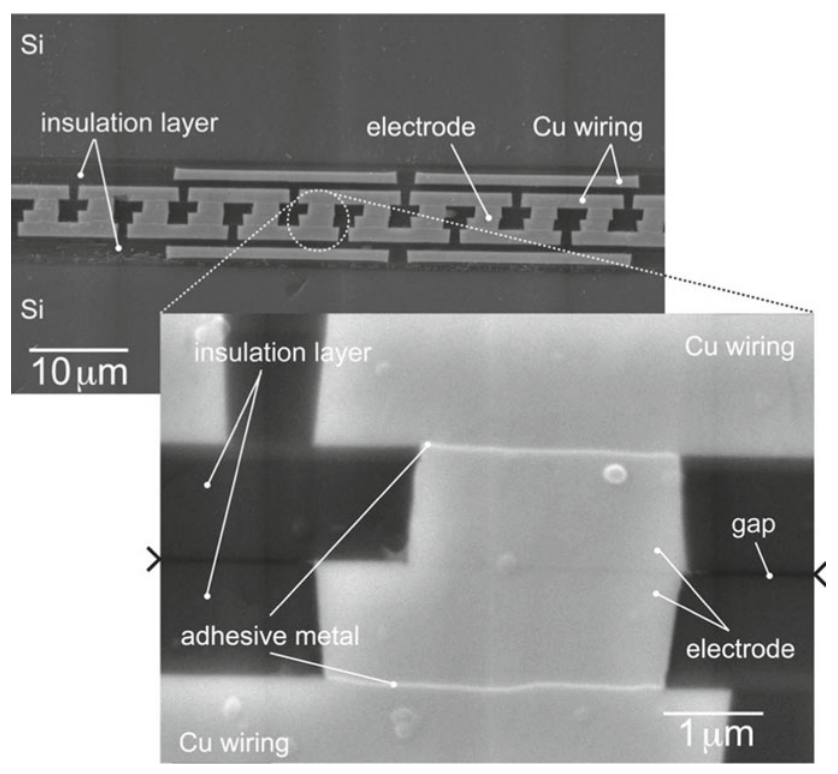 Si
insulation layer
electrode
Cu wiring
Si
10 μm
insulation layer
Cu wiring
gap
adhesive metal
electrode
1 μm
Cu wiring